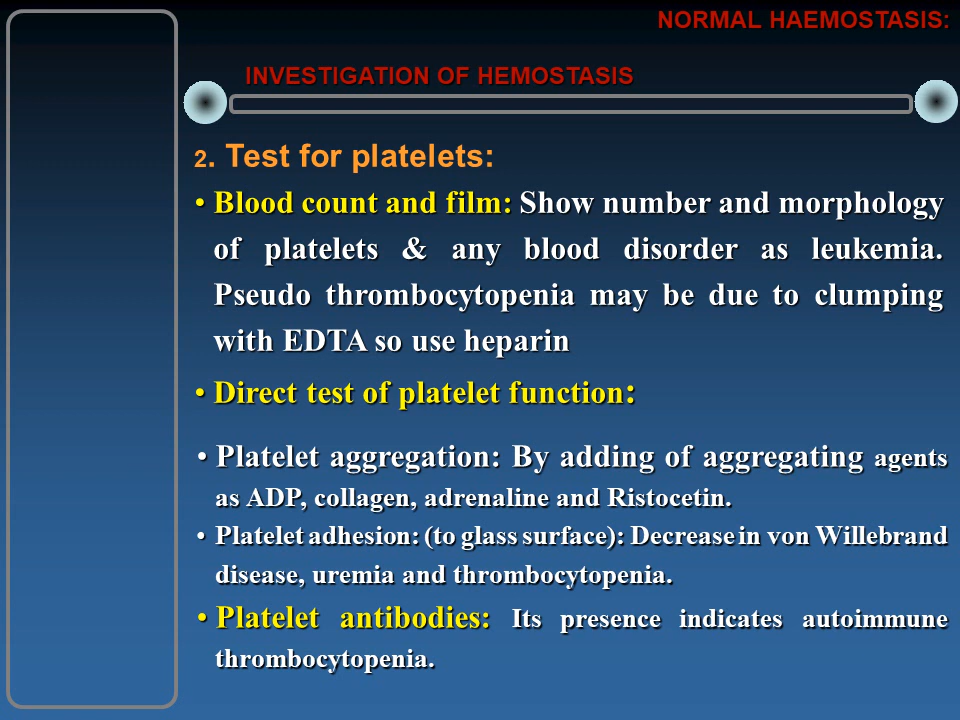 NORMAL HAEMOSTASIS:
INVESTIGATION OF HEMOSTASIS
2. Test for platelets:
• Blood count and film: Show number and morphology
of platelets & any blood disorder as leukemia.
Pseudo thrombocytopenia may be due to clumping
with EDTA so use heparin
• Direct test of platelet function:
• Platelet aggregation: By adding of aggregating agents
as ADP, collagen, adrenaline and Ristocetin.
• Platelet adhesion: (to glass surface): Decrease in von Willebrand
disease, uremia and thrombocytopenia.
• Platelet antibodies: Its presence indicates autoimmune
thrombocytopenia.